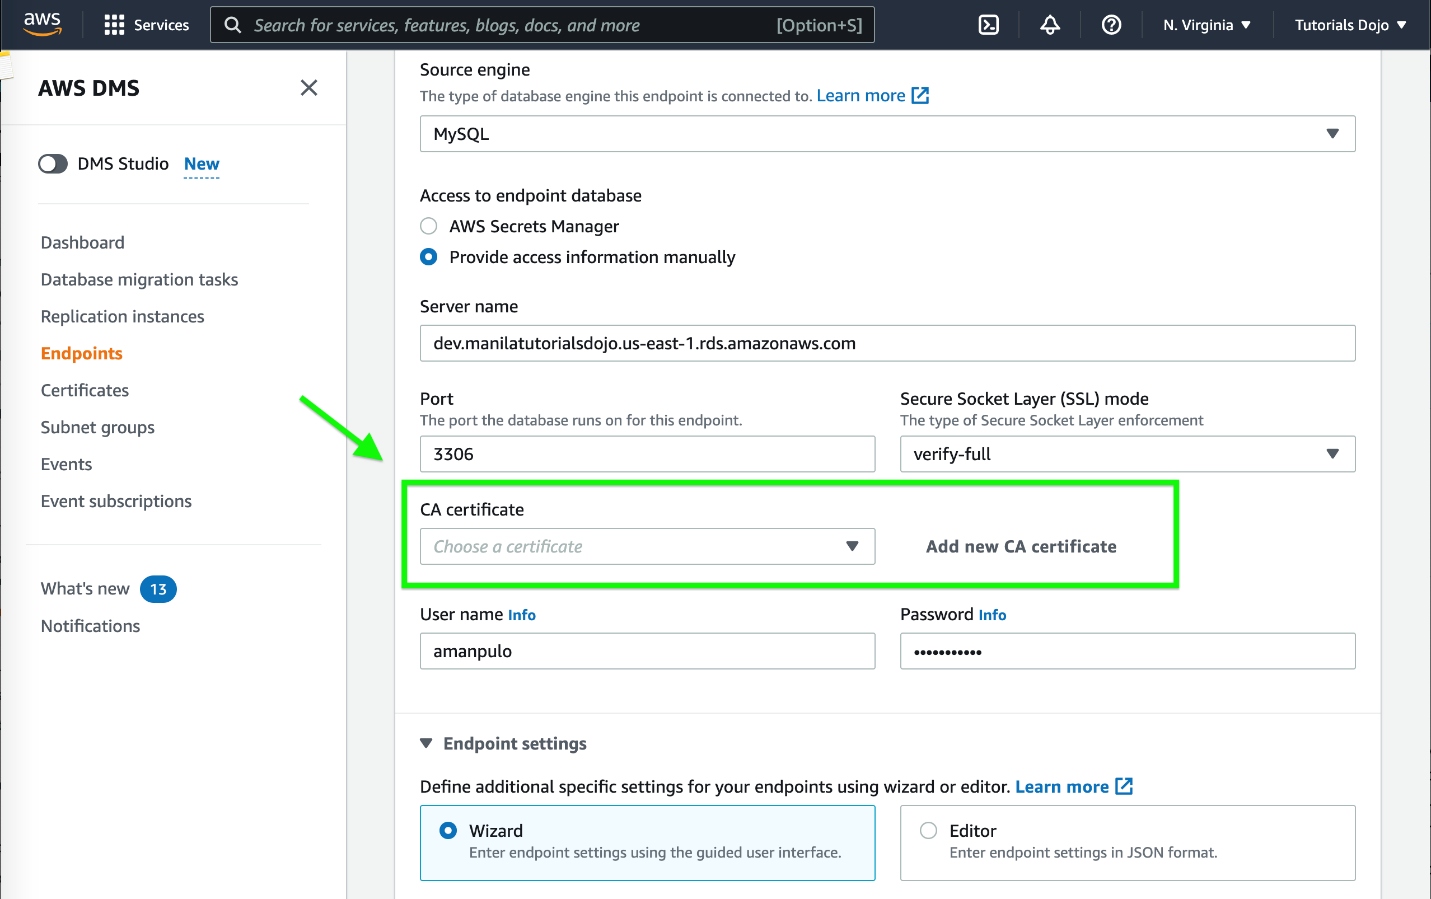 aws
Services
Search for services, features, blogs, docs, and more
[Option+S]
N. Virginia
Tutorials Dojo
AWS DMS
DMS Studio
New
Dashboard
Database migration tasks
Replication instances
Endpoints
Certificates
Subnet groups
Events
Event subscriptions
What's new
13
Notifications
Source engine
The type of database engine this endpoint is connected to. Learn more
MySQL
Access to endpoint database
AWS Secrets Manager
Provide access information manually
Server name
dev.manilatutorialsdojo.us-east-1.rds.amazonaws.com
Port
The port the database runs on for this endpoint.
3306
Secure Socket Layer (SSL) mode
The type of Secure Socket Layer enforcement
verify-full
CA certificate
Choose a certificate
Add new CA certificate
User name Info
amanpulo
Password Info
•••••••••••
Endpoint settings
Define additional specific settings for your endpoints using wizard or editor. Learn more
Wizard
Enter endpoint settings using the guided user interface.
Editor
Enter endpoint settings in JSON format.